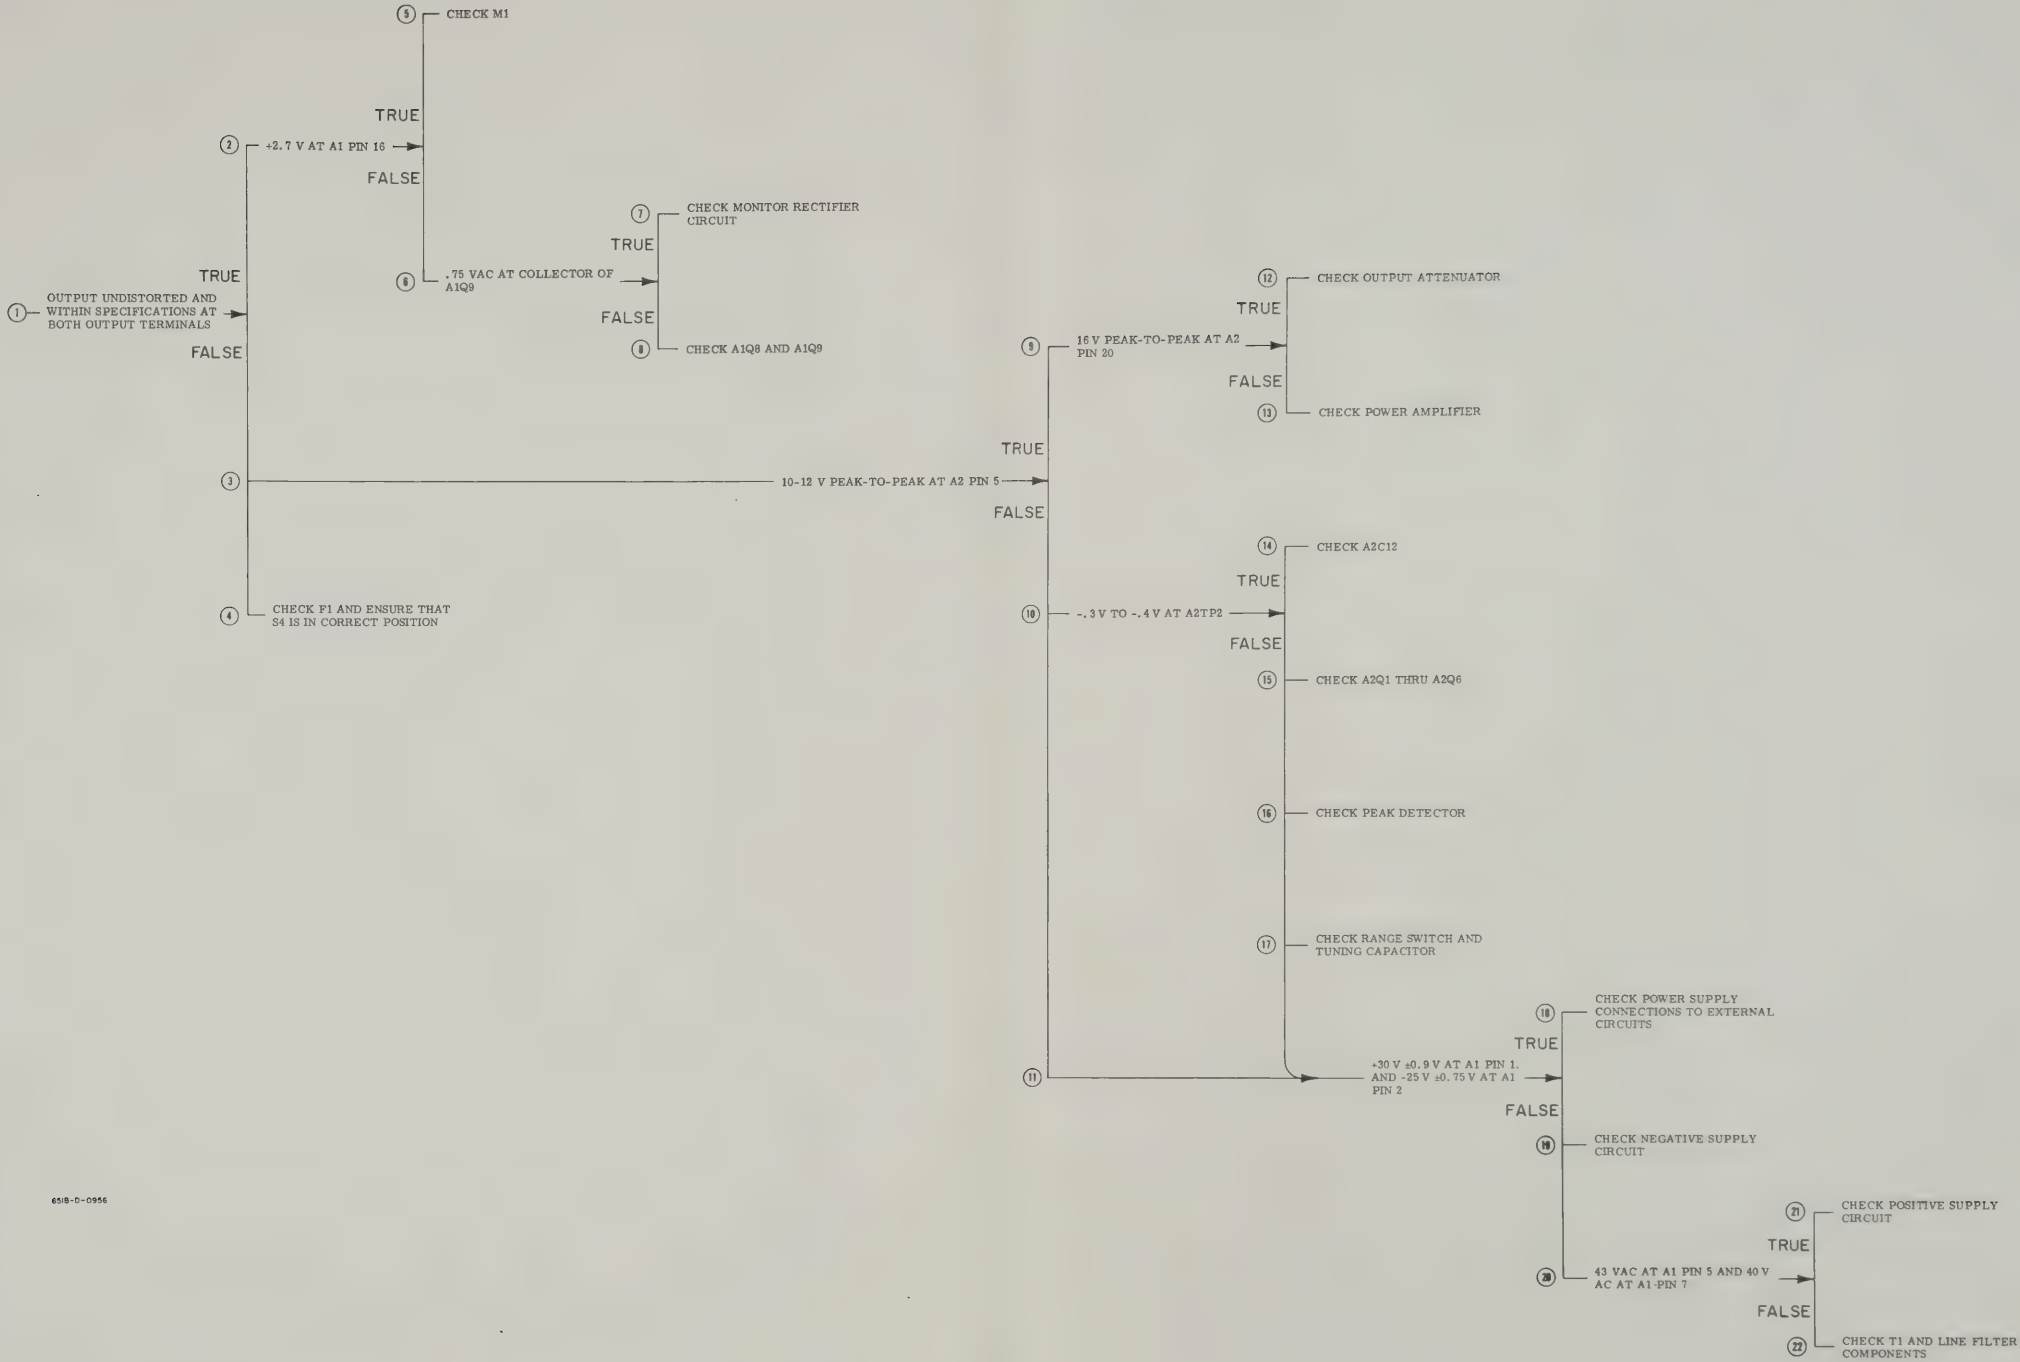 5 CHECK M1
TRUE
2 +2.7 V AT A1 PIN 16
FALSE
7 CHECK MONITOR RECTIFIER
CIRCUIT
TRUE
6 .75 VAC AT COLLECTOR OF
A1Q9
FALSE
8 CHECK A1Q8 AND A1Q9
TRUE
1 OUTPUT UNDISTORTED AND
WITHIN SPECIFICATIONS AT
BOTH OUTPUT TERMINALS
FALSE
12 CHECK OUTPUT ATTENUATOR
TRUE
9 16 V PEAK-TO-PEAK AT A2
PIN 20
FALSE
13 CHECK POWER AMPLIFIER
TRUE
3 10-12 V PEAK-TO-PEAK AT A2 PIN 5
FALSE
14 CHECK A2C12
TRUE
4 CHECK F1 AND ENSURE THAT
S4 IS IN CORRECT POSITION
10 -.3 V TO -.4 V AT A2TP2
FALSE
15 CHECK A2Q1 THRU A2Q6
16 CHECK PEAK DETECTOR
17 CHECK RANGE SWITCH AND
TUNING CAPACITOR
18 CHECK POWER SUPPLY
CONNECTIONS TO EXTERNAL
CIRCUITS
TRUE
11 +30 V ±0.9 V AT A1 PIN 1.
AND -25 V ±0.75 V AT A1
PIN 2
FALSE
19 CHECK NEGATIVE SUPPLY
CIRCUIT
6518-D-0956
21 CHECK POSITIVE SUPPLY
CIRCUIT
TRUE
20 43 VAC AT A1 PIN 5 AND 40 V
AC AT A1 PIN 7
FALSE
22 CHECK T1 AND LINE FILTER
COMPONENTS